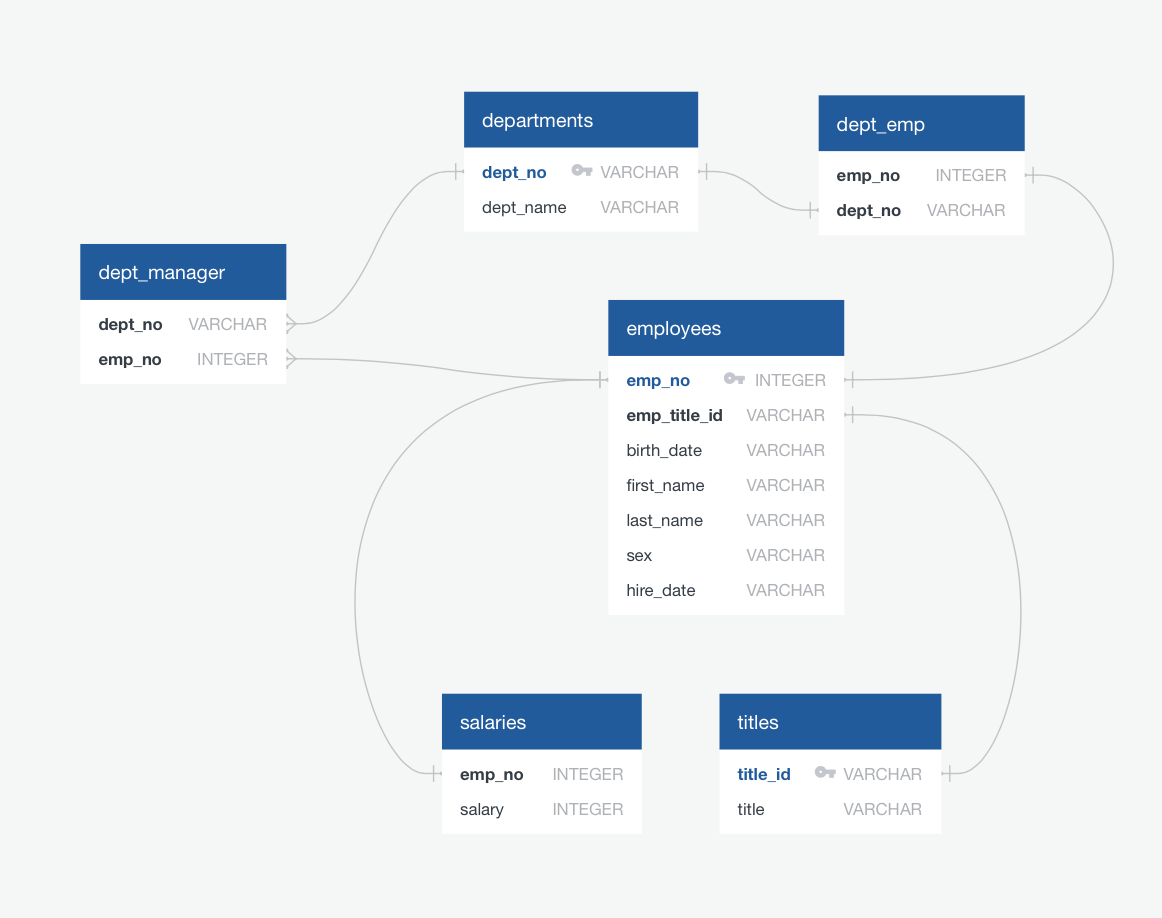 departments
dept_no VARCHAR
dept_name VARCHAR
dept_emp
emp_no INTEGER
dept_no VARCHAR
dept_manager
dept_no VARCHAR
emp_no INTEGER
employees
emp_no INTEGER
emp_title_id VARCHAR
birth_date VARCHAR
first_name VARCHAR
last_name VARCHAR
sex VARCHAR
hire_date VARCHAR
salaries
emp_no INTEGER
salary INTEGER
titles
title_id VARCHAR
title VARCHAR